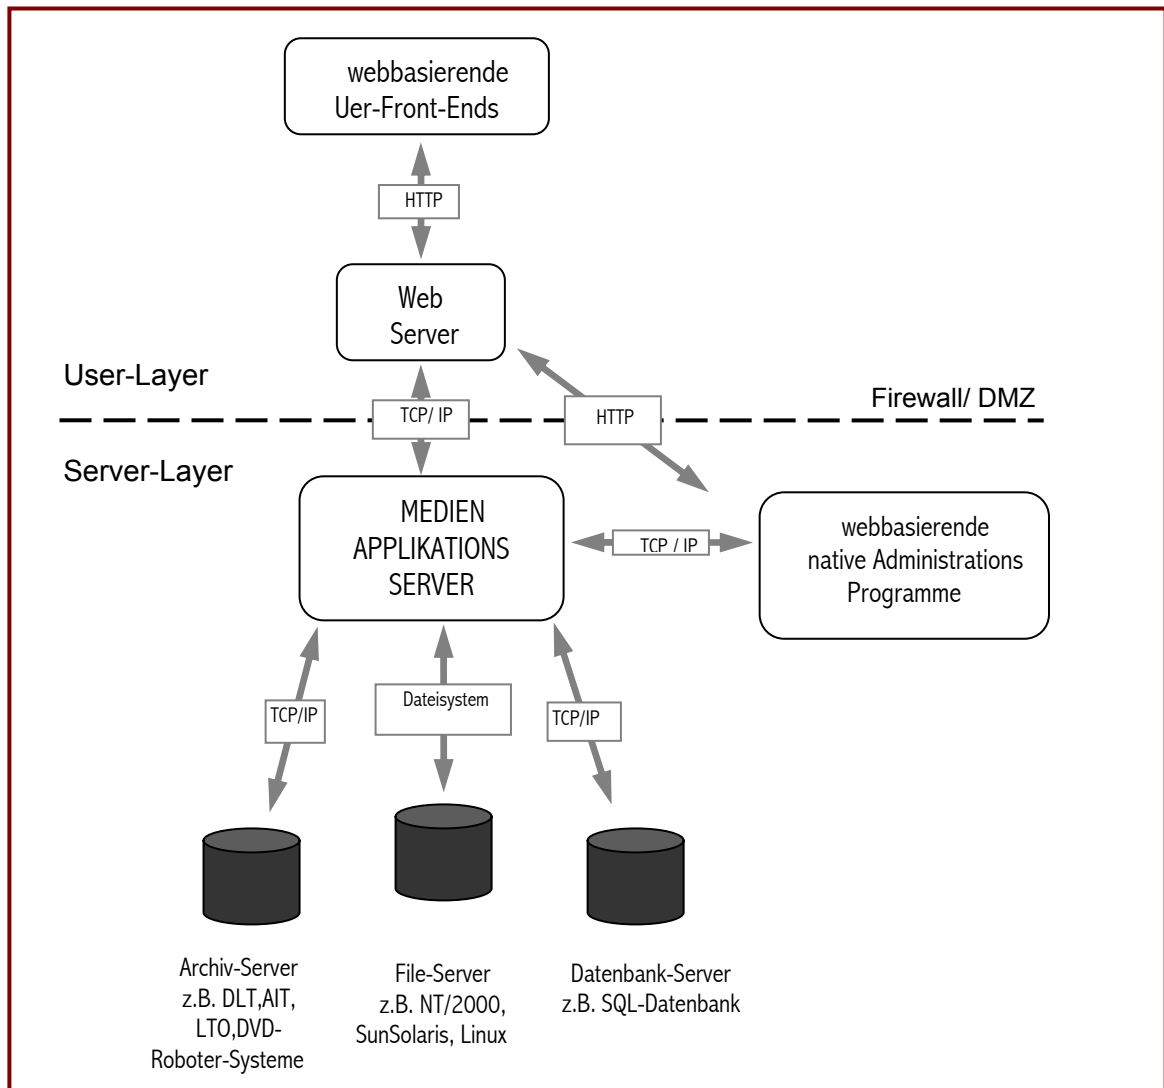 webbasierende
Uer-Front-Ends
HTTP
Web
Server
User-Layer
Firewall/ DMZ
TCP/ IP
HTTP
Server-Layer
MEDIEN
APPLIKATIONS
SERVER
TCP / IP
webbasierende
native Administrations
Programme
TCP/IP
Dateisystem
TCP/IP
Archiv-Server
z.B. DLT,AIT,
LTO,DVD-
Roboter-Systeme
File-Server
z.B. NT/2000,
SunSolaris, Linux
Datenbank-Server
z.B. SQL-Datenbank